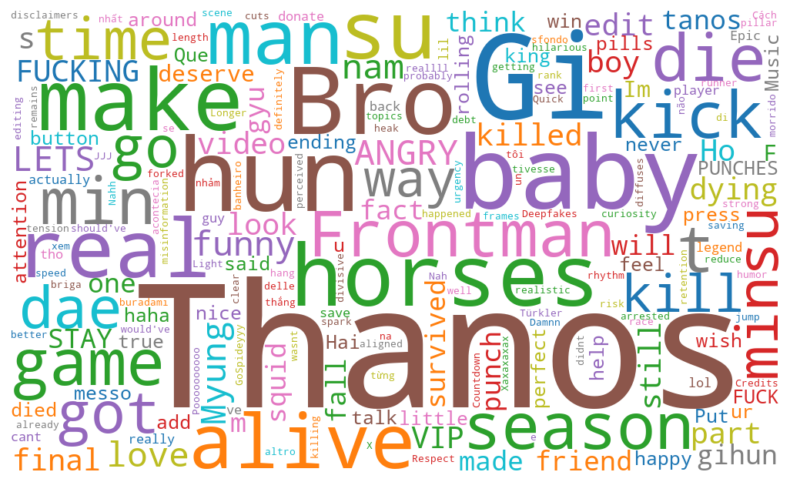 disclaimers nhất around scene cuts donate su think win edit tanos
s time man length Que sfondo Cách pillar
FUCKING deserve nam Bro Gi lil king hilarious pills boy die Epic
make gyu reallll probably rolling see getting rank Im Quick first Music runner
editing Longer definitely back topics debt point player não di morrido
remains se button video ending heak killed never Ho F
LETS go hun tôi baby kick PUNCHES
JJJ forked ANGRY way urgency tivesse u diffuses dying
actually Nahh min nhảm banheiro perceived fact happened frames Deepfakes curiosity press strong
tension should've attention acontecia misinformation look Frontman saving t
real funny said u will legend minsu
xem tho guy divisive Nah feel humor
speed one Light hang horses well rhythm retention reduce
briga dae haha delle clear save survived realistic kill risk
buradami nice spark aligned Hai Türkler arrested race jump
better would've thắng Thanos wasnt na Damnn still wish
game STAY true Myung GoSpideyyy squid fall punch Countdown perfect help didnt lol Credits
Poooooooooo từng Xaxaxaxax FUCK
died messo add ve m talk little season Put ur
already got killing alive VIP part
cant really altro x Respect made friend e happy gihun
final love